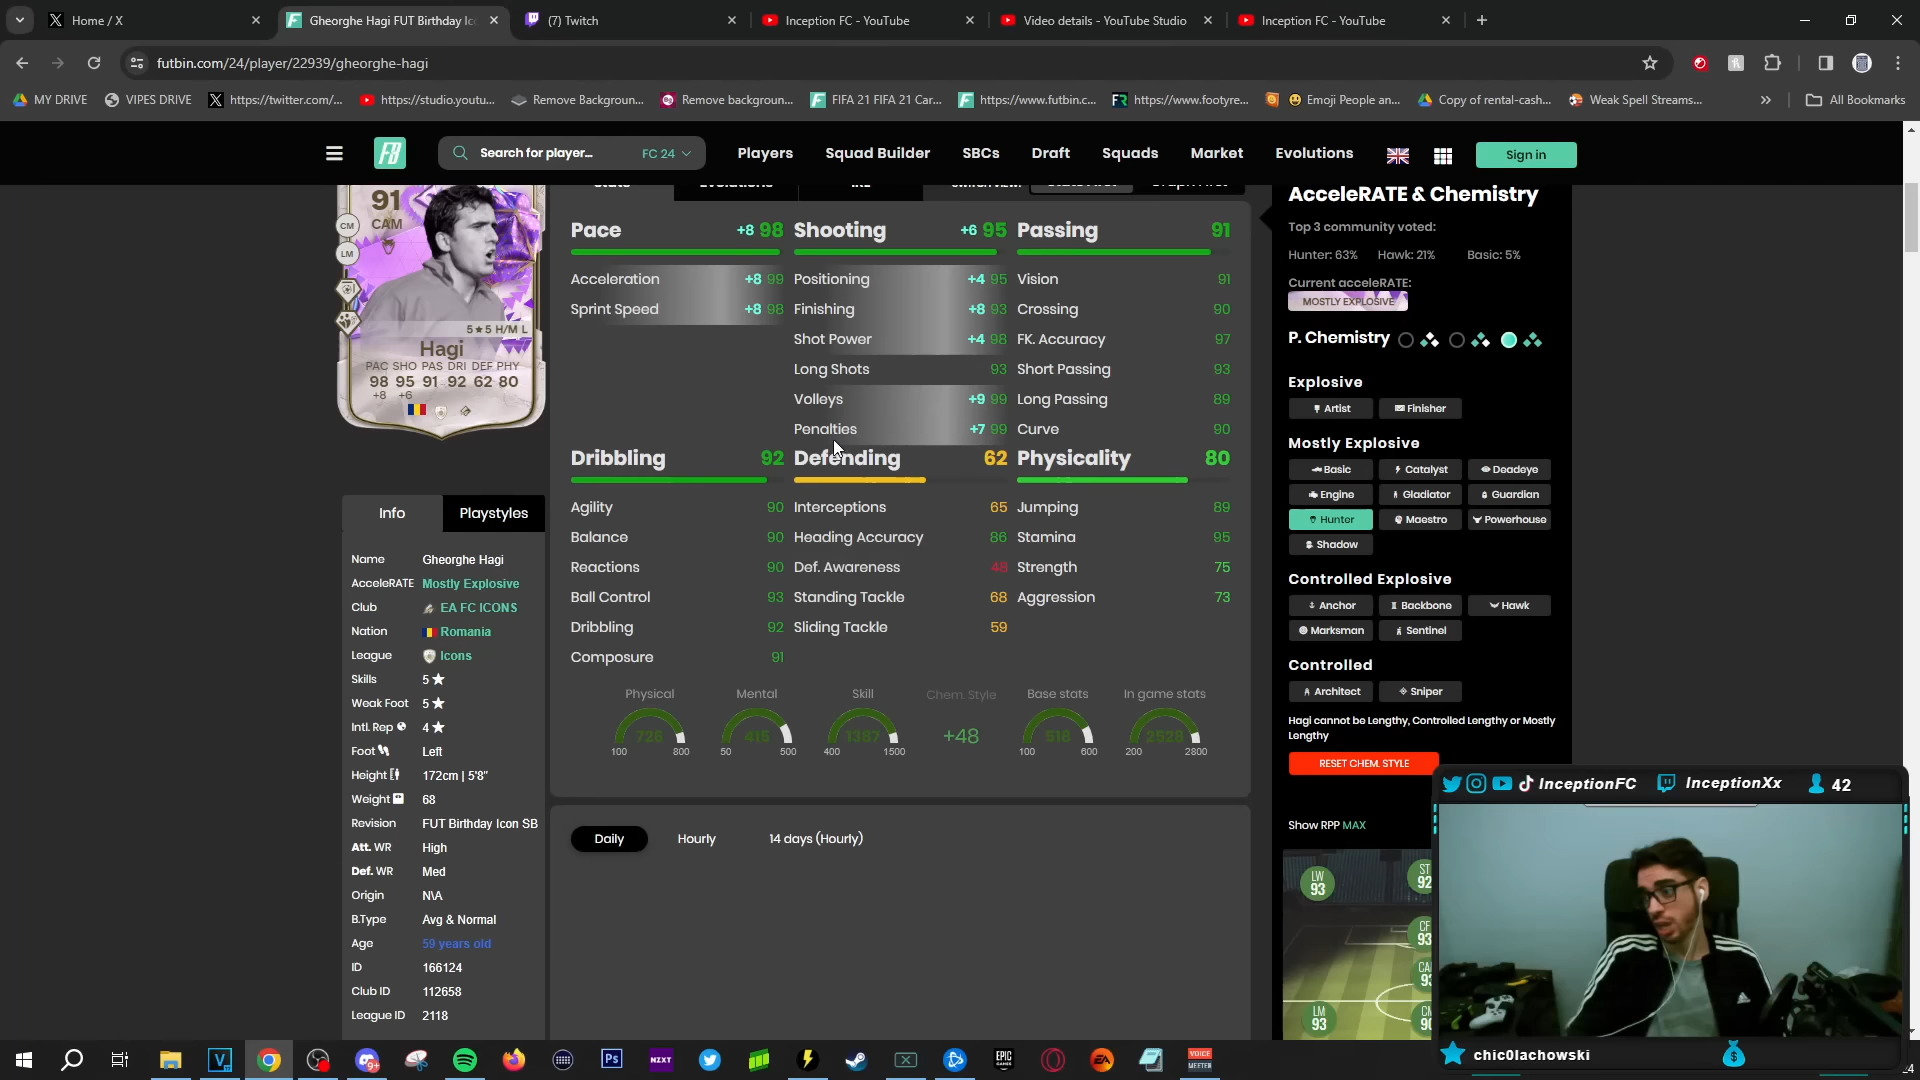 Home / X
Gheorghe Hagi FUT Birthday Ic
(7) Twitch
Inception FC - YouTube
Video details - YouTube Studio
Inception FC - YouTube
futbin.com/24/player/22939/gheorghe-hagi
MY DRIVE
VIPES DRIVE
https://twitter.com/...
https://studio.youtu...
Remove Backgroun...
Remove backgroun...
FIFA 21 FIFA 21 Car...
https://www.futbin.c...
https://www.footyre...
Emoji People an...
Copy of rental-cash...
Weak Spell Streams...
All Bookmarks
Search for player...
FC 24
Players
Squad Builder
SBCs
Draft
Squads
Market
Evolutions
Sign in
91
CAM
CM
LM
5★5 H/M L
Hagi
PAC SHO PAS DRI DEF PHY
98 95 91 92 62 80
+8 +6
Pace +8 98
Acceleration +8 99
Sprint Speed +8 98
Shooting +6 95
Positioning +4 95
Finishing +8 93
Shot Power +4 98
Long Shots 93
Volleys +9 99
Penalties +7 99
Passing 91
Vision 91
Crossing 90
FK. Accuracy 97
Short Passing 93
Long Passing 89
Curve 90
Dribbling 92
Agility 90
Balance 90
Reactions 90
Ball Control 93
Dribbling 92
Composure 91
Defending 62
Interceptions 65
Heading Accuracy 86
Def. Awareness 48
Standing Tackle 68
Sliding Tackle 59
Physicality 80
Jumping 89
Stamina 95
Strength 75
Aggression 73
Physical
726
100 800
Mental
415
50 500
Skill
1387
400 1500
Chem. Style
+48
Base stats
518
100 600
In game stats
2528
200 2800
Daily
Hourly
14 days (Hourly)
Info
Playstyles
Name Gheorghe Hagi
AcceleRATE Mostly Explosive
Club EA FC ICONS
Nation Romania
League Icons
Skills 5★
Weak Foot 5★
Intl. Rep 4★
Foot Left
Height 172cm | 5'8"
Weight 68
Revision FUT Birthday Icon SB
Att. WR High
Def. WR Med
Origin N\A
B.Type Avg & Normal
Age 59 years old
ID 166124
Club ID 112658
League ID 2118
AcceleRATE & Chemistry
Top 3 community voted:
Hunter: 63% Hawk: 21% Basic: 5%
Current acceleRATE:
MOSTLY EXPLOSIVE
P. Chemistry
Explosive
Artist
Finisher
Mostly Explosive
Basic
Catalyst
Deadeye
Engine
Gladiator
Guardian
Hunter
Maestro
Powerhouse
Shadow
Controlled Explosive
Anchor
Backbone
Hawk
Marksman
Sentinel
Controlled
Architect
Sniper
Hagi cannot be Lengthy, Controlled Lengthy or Mostly
Lengthy
RESET CHEM. STYLE
Show RPP MAX
LW
93
ST
92
CF
93
LM
93
InceptionFC
InceptionXx
42
chic0lachowski
9+
Ps
NZXT
EPIC
GAMES
EA
VOICE
MEETER